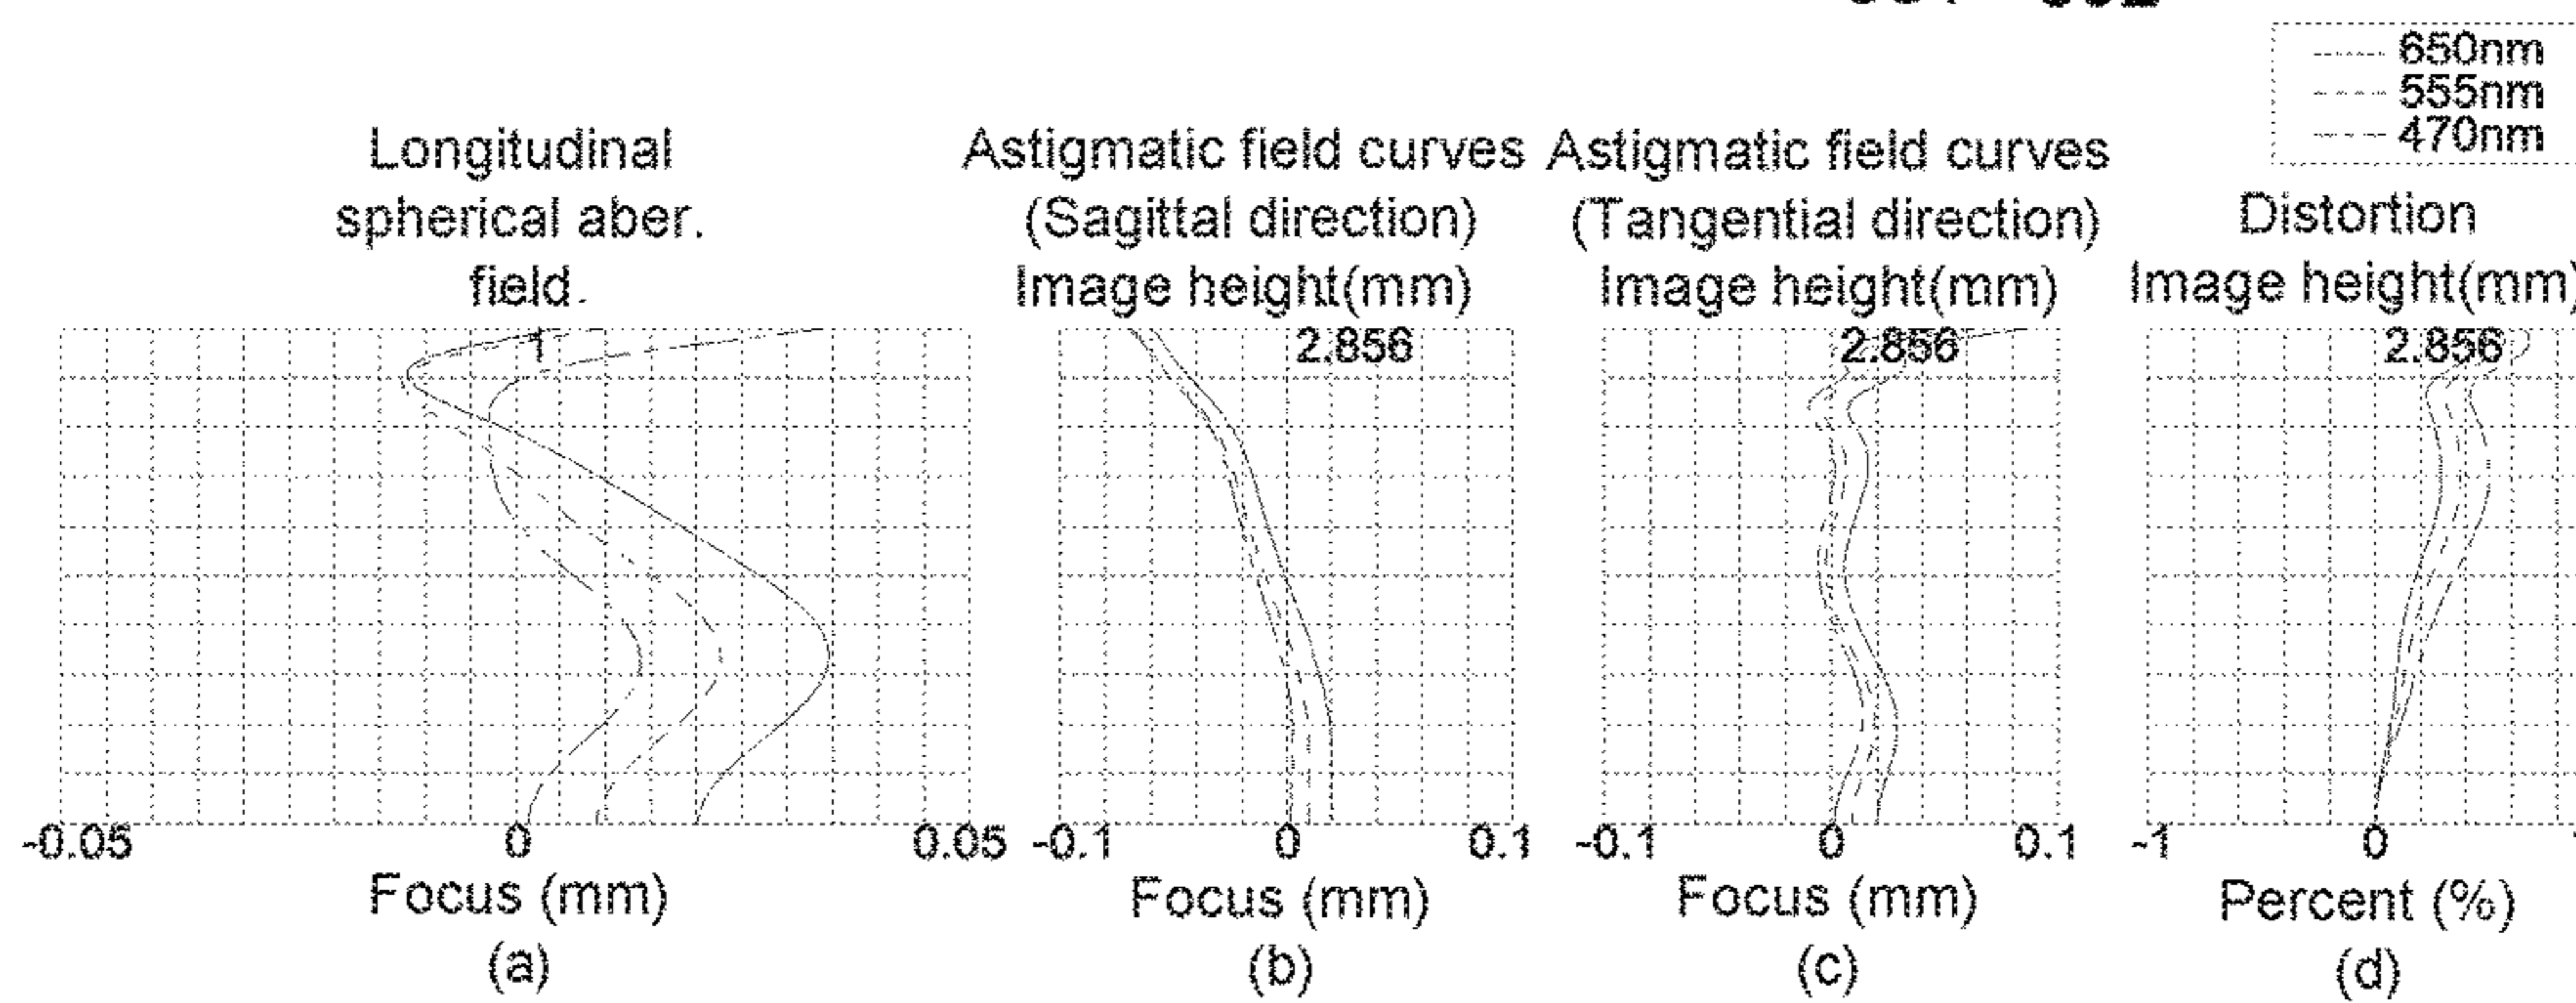 650nm
555nm
470nm
Longitudinal
spherical aber.
field.
Astigmatic field curves
(Sagittal direction)
Image height(mm)
Astigmatic field curves
(Tangential direction)
Image height(mm)
Distortion
Image height(mm)
1
2.856
2.856
2.856
-0.05 0 0.05
-0.1 0 0.1
-0.1 0 0.1
-1 0
Focus (mm)
Focus (mm)
Focus (mm)
Percent (%)
(a)
(b)
(c)
(d)